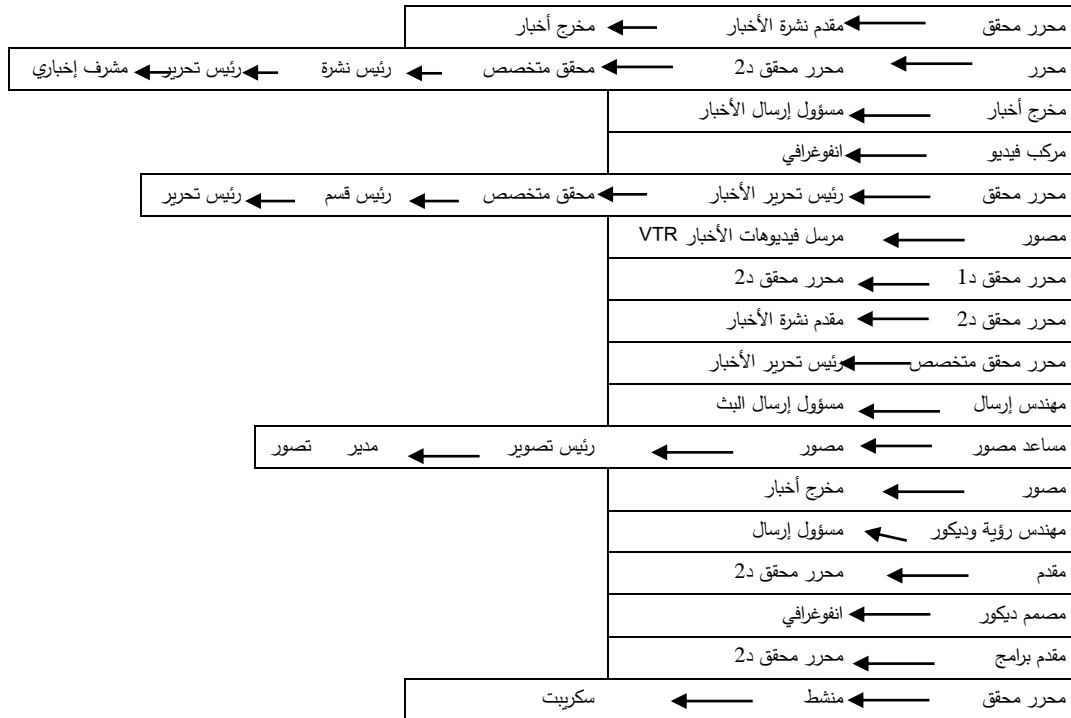 محرر محقق مقدم نشرة الأخبار مخرج أخبار
محرر محرر محقق د2 محقق متخصص رئيس نشرة رئيس تحرير مشرف إخباري
مخرج أخبار مسؤول إرسال الأخبار
مركب فيديو انفوغرافي
محرر محقق رئيس تحرير الأخبار محقق متخصص رئيس قسم رئيس تحرير
مصور مرسل فيديوهات الأخبار VTR
محرر محقق د1 محرر محقق د2
محرر محقق د2 مقدم نشرة الأخبار
محرر محقق متخصص رئيس تحرير الأخبار
مهندس إرسال مسؤول إرسال البث
مساعد مصور مصور رئيس تصوير مدير تصور
مصور مخرج أخبار
مهندس رؤية وديكور مسؤول إرسال
مقدم محرر محقق د2
مصمم ديكور انفوغرافي
مقدم برامج محرر محقق د2
محرر محقق منشط سكريبت